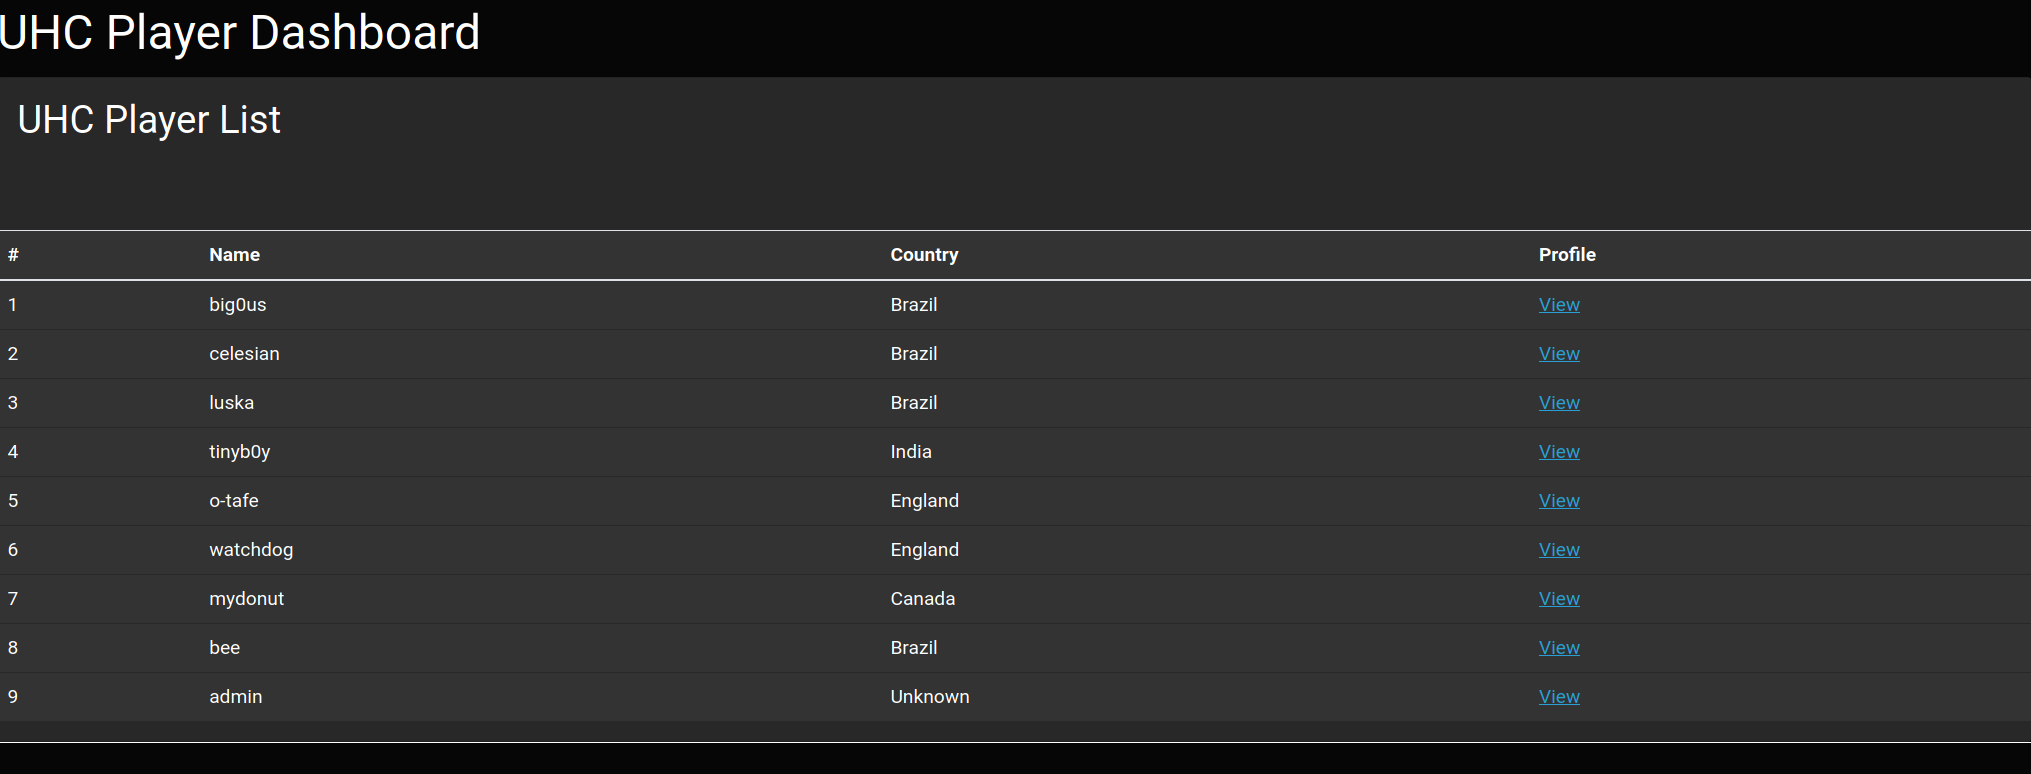 UHC Player Dashboard
UHC Player List
# Name Country Profile
1 big0us Brazil View
2 celesian Brazil View
3 luska Brazil View
4 tinyb0y India View
5 o-tafe England View
6 watchdog England View
7 mydonut Canada View
8 bee Brazil View
9 admin Unknown View